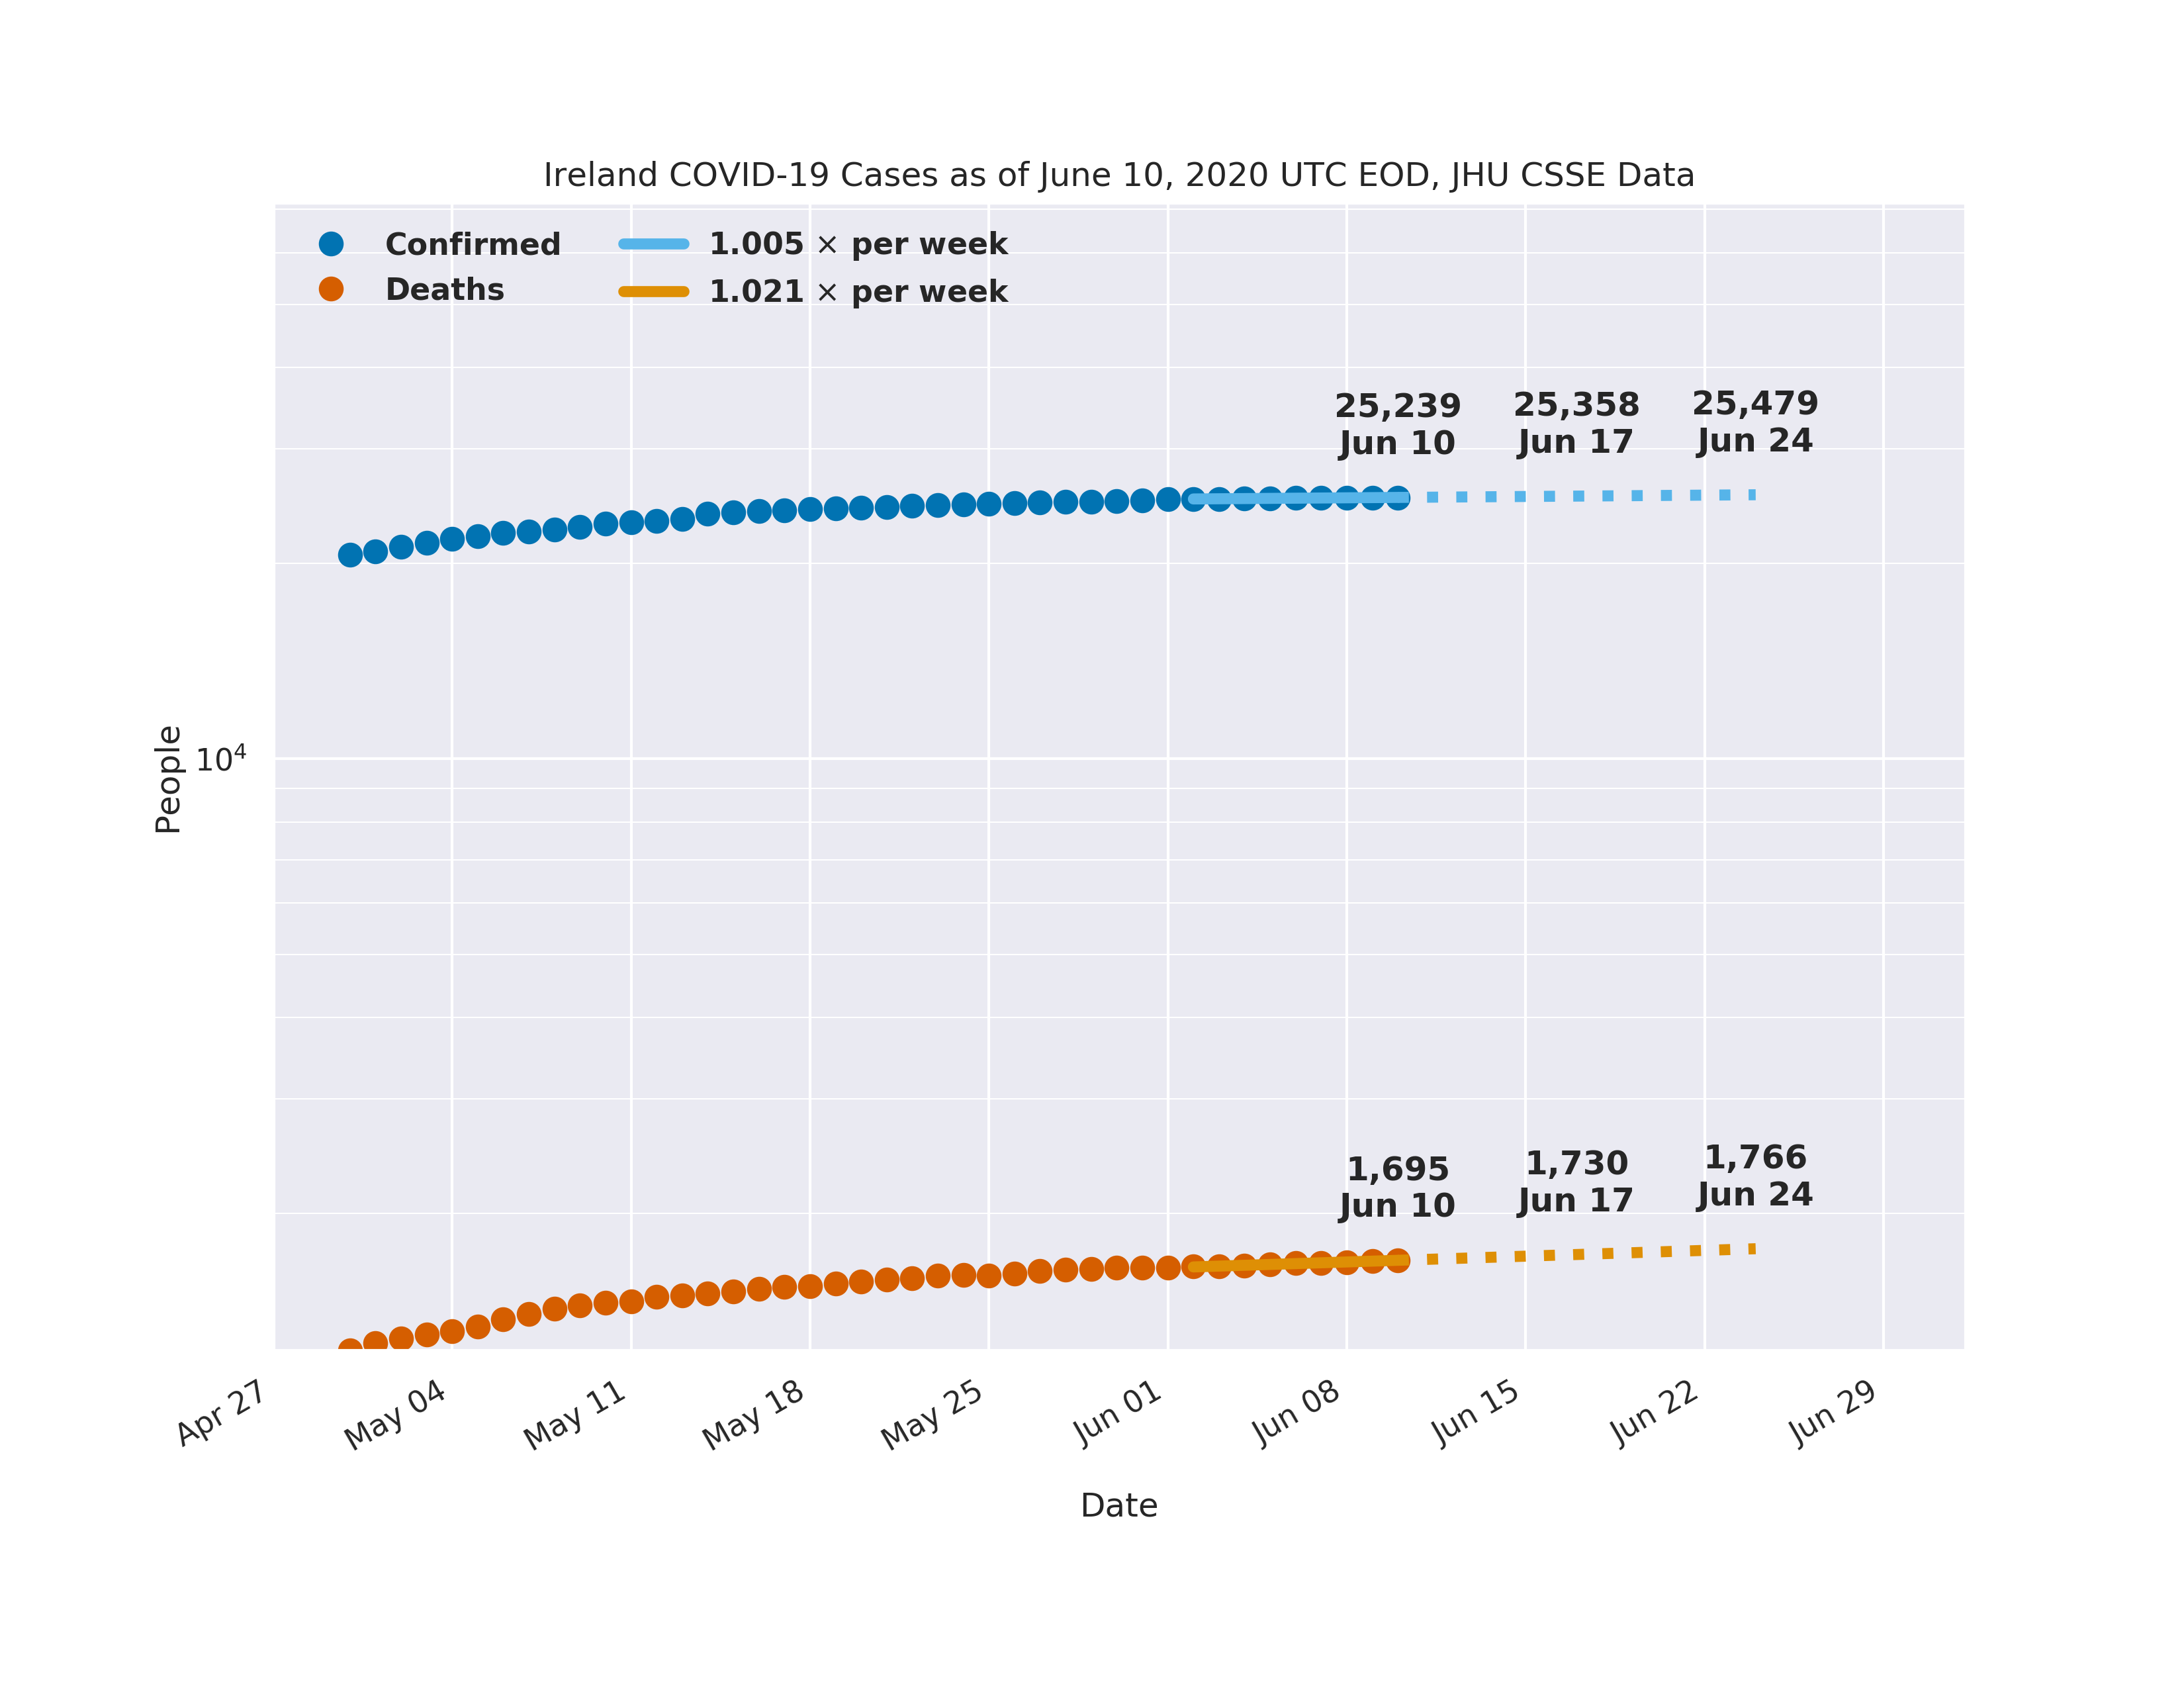 Ireland COVID-19 Cases as of June 10, 2020 UTC EOD, JHU CSSE Data
Confirmed
Deaths
1.005 × per week
1.021 × per week
25,239
Jun 10
25,358
Jun 17
25,479
Jun 24
People
10⁴
1,695
Jun 10
1,730
Jun 17
1,766
Jun 24
Apr 27
May 04
May 11
May 18
May 25
Jun 01
Jun 08
Jun 15
Jun 22
Jun 29
Date